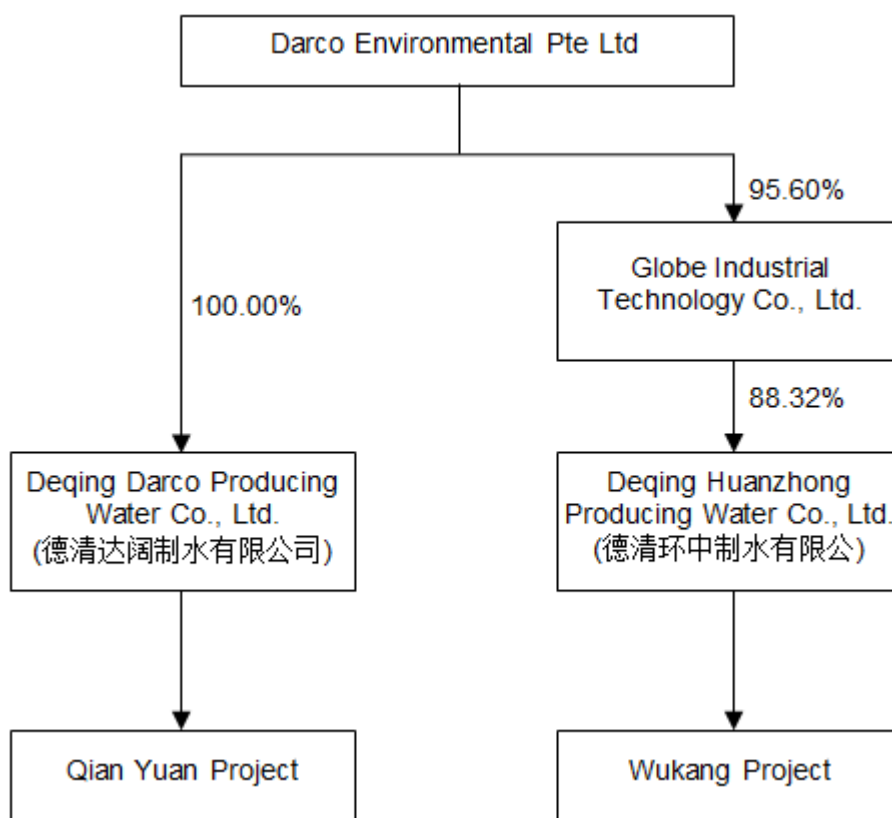 Darco Environmental Pte Ltd
95.60%
Globe Industrial
Technology Co., Ltd.
100.00%
88.32%
Deqing Darco Producing
Water Co., Ltd.
(德清达阔制水有限公司)
Deqing Huanzhong
Producing Water Co., Ltd.
(德清环中制水有限公)
Qian Yuan Project
Wukang Project